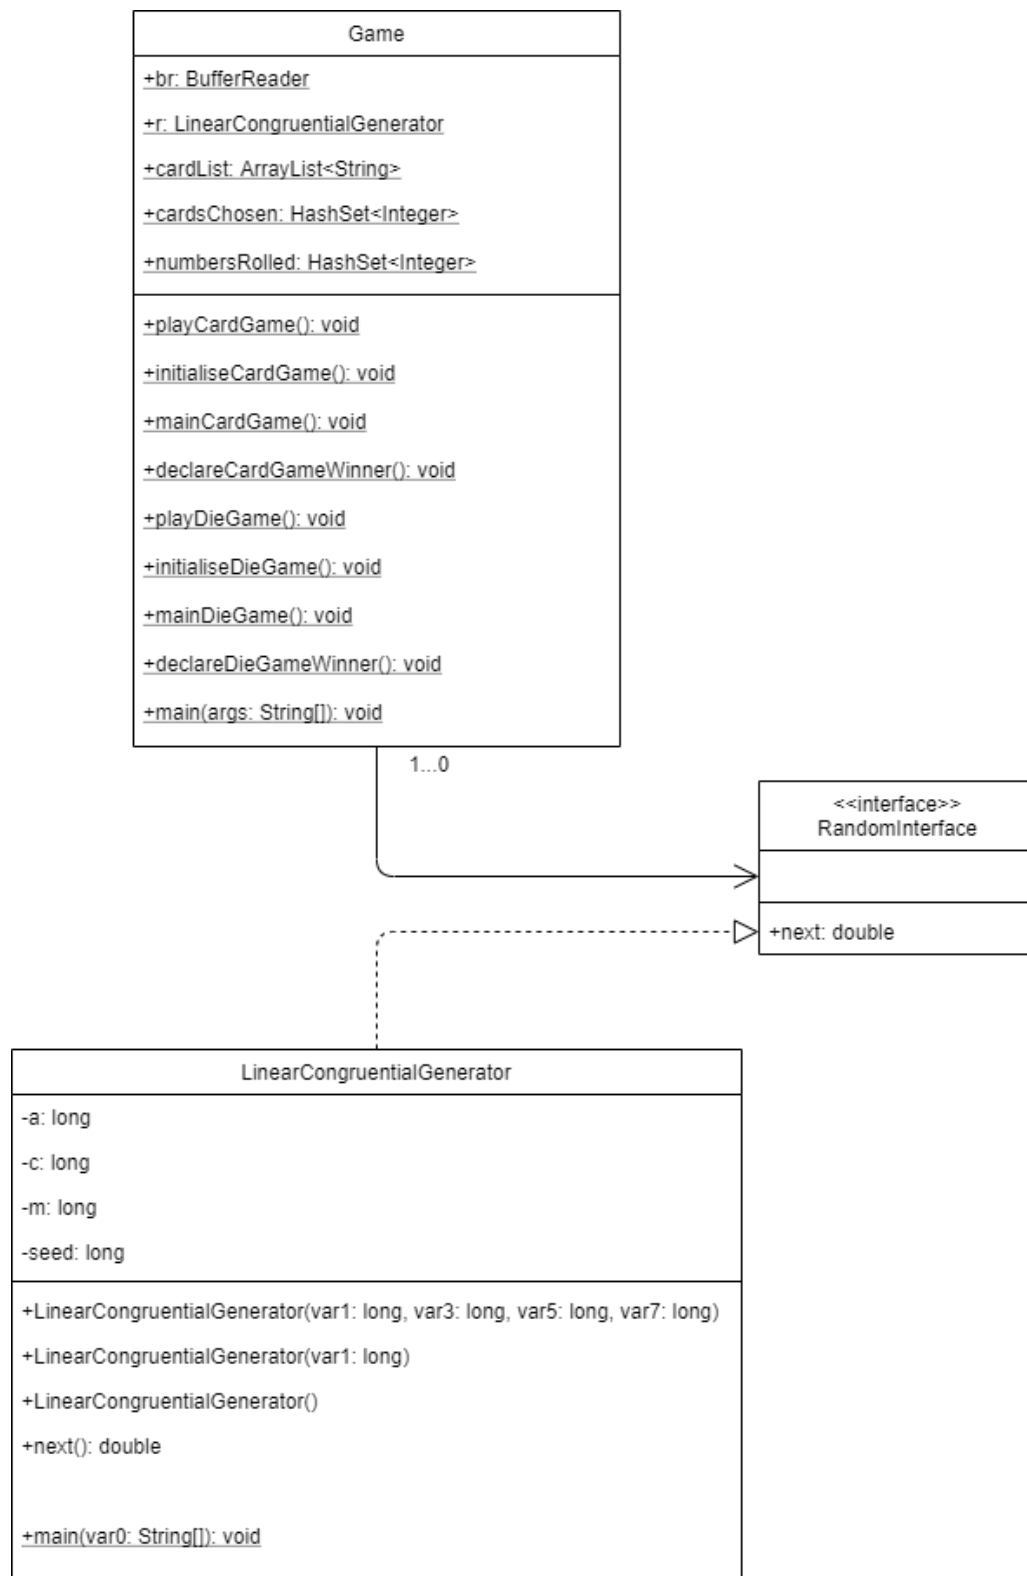 Game
+br: BufferReader
+r: LinearCongruentialGenerator
+cardList: ArrayList<String>
+cardsChosen: HashSet<Integer>
+numbersRolled: HashSet<Integer>
+playCardGame(): void
+initialiseCardGame(): void
+mainCardGame(): void
+declareCardGameWinner(): void
+playDieGame(): void
+initialiseDieGame(): void
+mainDieGame(): void
+declareDieGameWinner(): void
+main(args: String[]): void
1...0
<<interface>>
RandomInterface
+next: double
LinearCongruentialGenerator
-a: long
-c: long
-m: long
-seed: long
+LinearCongruentialGenerator(var1: long, var3: long, var5: long, var7: long)
+LinearCongruentialGenerator(var1: long)
+LinearCongruentialGenerator()
+next(): double
+main(var0: String[]): void